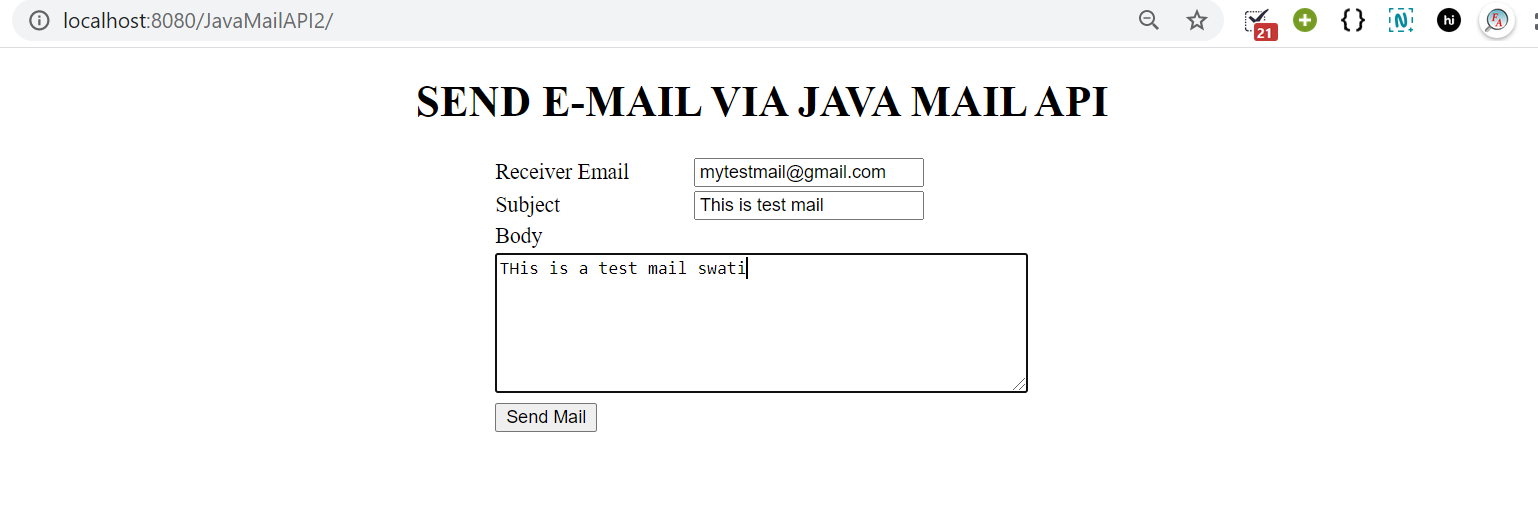 localhost:8080/JavaMailAPI2/
21
{}
N
hi
FA
SEND E-MAIL VIA JAVA MAIL API
Receiver Email mytestmail@gmail.com
Subject This is test mail
Body
THis is a test mail swati
Send Mail